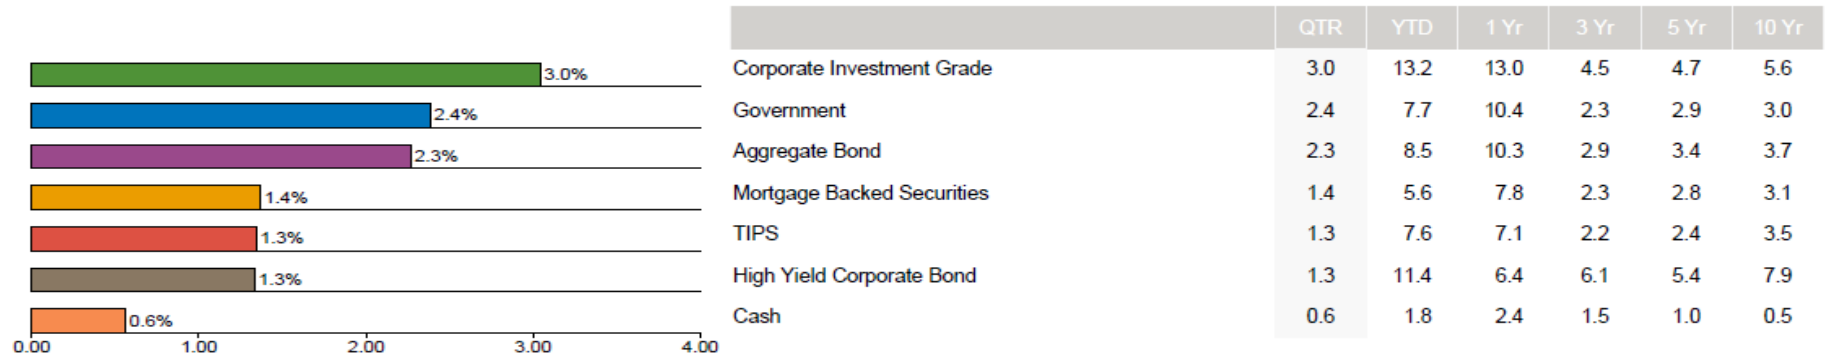 QTR YTD 1 Yr 3 Yr 5 Yr 10 Yr
3.0% Corporate Investment Grade 3.0 13.2 13.0 4.5 4.7 5.6
2.4% Government 2.4 7.7 10.4 2.3 2.9 3.0
2.3% Aggregate Bond 2.3 8.5 10.3 2.9 3.4 3.7
1.4% Mortgage Backed Securities 1.4 5.6 7.8 2.3 2.8 3.1
1.3% TIPS 1.3 7.6 7.1 2.2 2.4 3.5
1.3% High Yield Corporate Bond 1.3 11.4 6.4 6.1 5.4 7.9
0.6% Cash 0.6 1.8 2.4 1.5 1.0 0.5
0.00 1.00 2.00 3.00 4.00